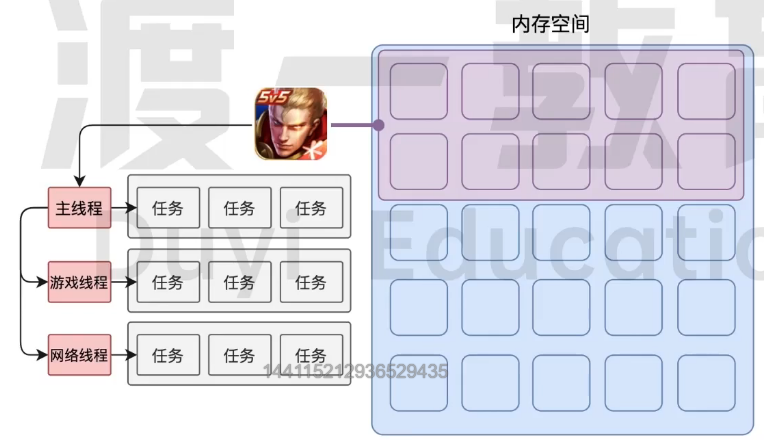 内存空间
渡一教育
5v5
主线程
任务
任务
任务
Duyi Educatio
游戏线程
任务
任务
任务
网络线程
任务
任务
任务
144115212936529435